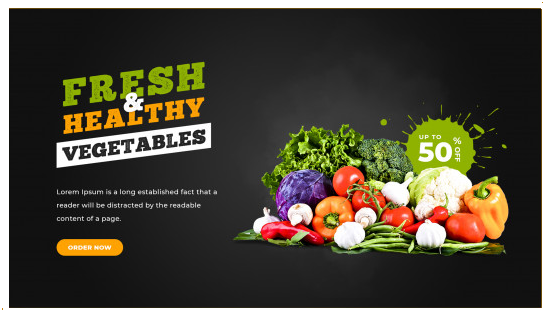 FRESH
&
HEALTHY
VEGETABLES
Lorem Ipsum is a long established fact that a
reader will be distracted by the readable
content of a page.
ORDER NOW
UP TO
50% OFF